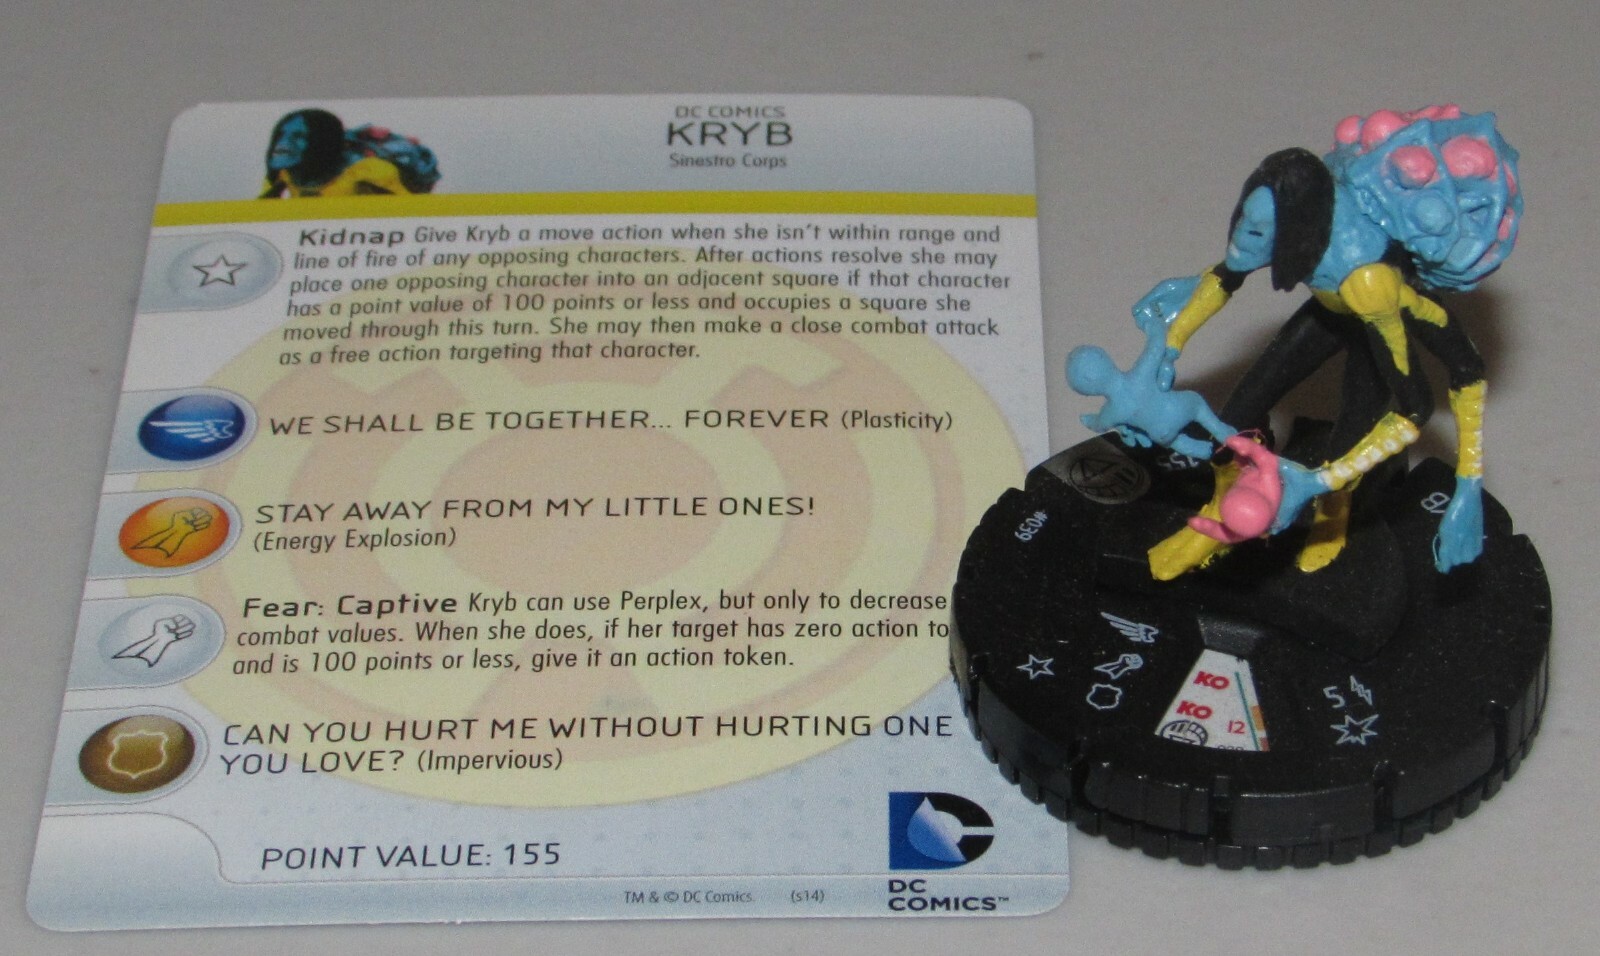 DC COMICS
KRYB
Sinestro Corps
Kidnap Give Kryb a move action when she isn't within range and
line of fire of any opposing characters. After actions resolve she may
place one opposing character into an adjacent square if that character
has a point value of 100 points or less and occupies a square she
moved through this turn. She may then make a close combat attack
as a free action targeting that character.
WE SHALL BE TOGETHER... FOREVER (Plasticity)
STAY AWAY FROM MY LITTLE ONES!
(Energy Explosion)
Fear: Captive Kryb can use Perplex, but only to decrease
combat values. When she does, if her target has zero action to
and is 100 points or less, give it an action token.
CAN YOU HURT ME WITHOUT HURTING ONE
YOU LOVE? (Impervious)
POINT VALUE: 155
TM & © DC Comics. (s14)
DC
COMICS™
155
#039
KO
KO
12
5